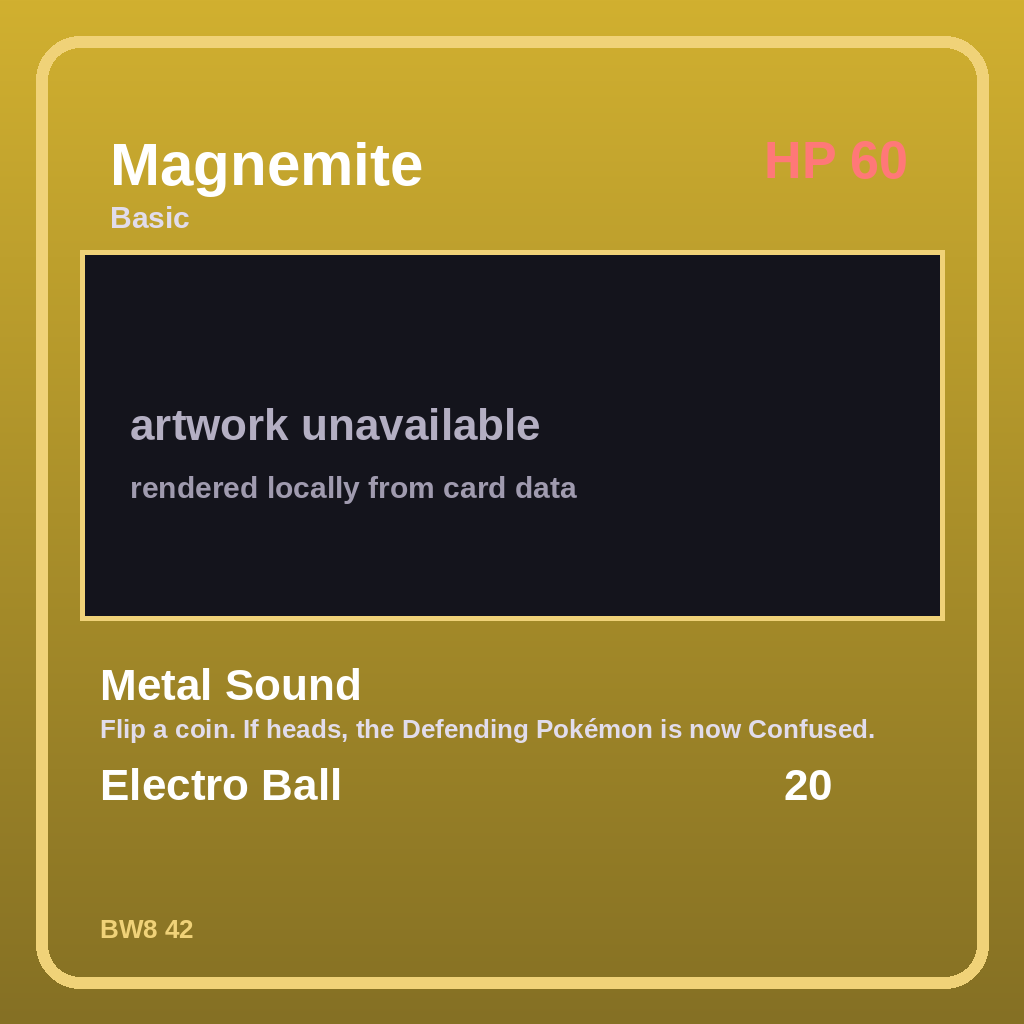 Magnemite
HP 60
Basic
artwork unavailable
rendered locally from card data
Metal Sound
Flip a coin. If heads, the Defending Pokémon is now Confused.
Electro Ball 20
BW8 42